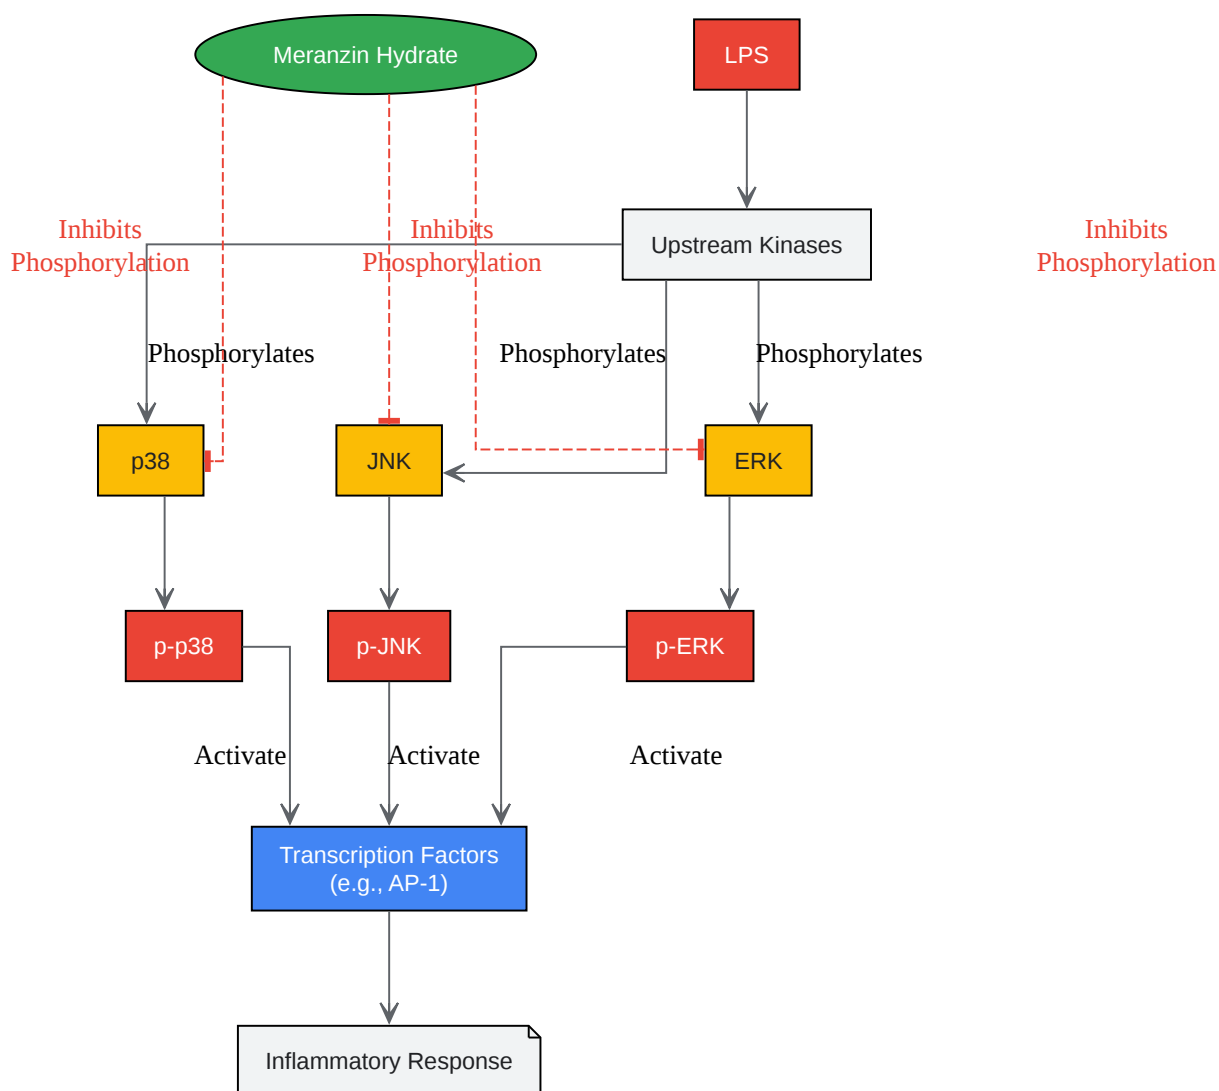 Meranzin Hydrate
LPS
Inhibits
Phosphorylation
Inhibits
Phosphorylation
Upstream Kinases
Inhibits
Phosphorylation
Phosphorylates
Phosphorylates
Phosphorylates
p38
JNK
ERK
p-p38
p-JNK
p-ERK
Activate
Activate
Activate
Transcription Factors
(e.g., AP-1)
Inflammatory Response